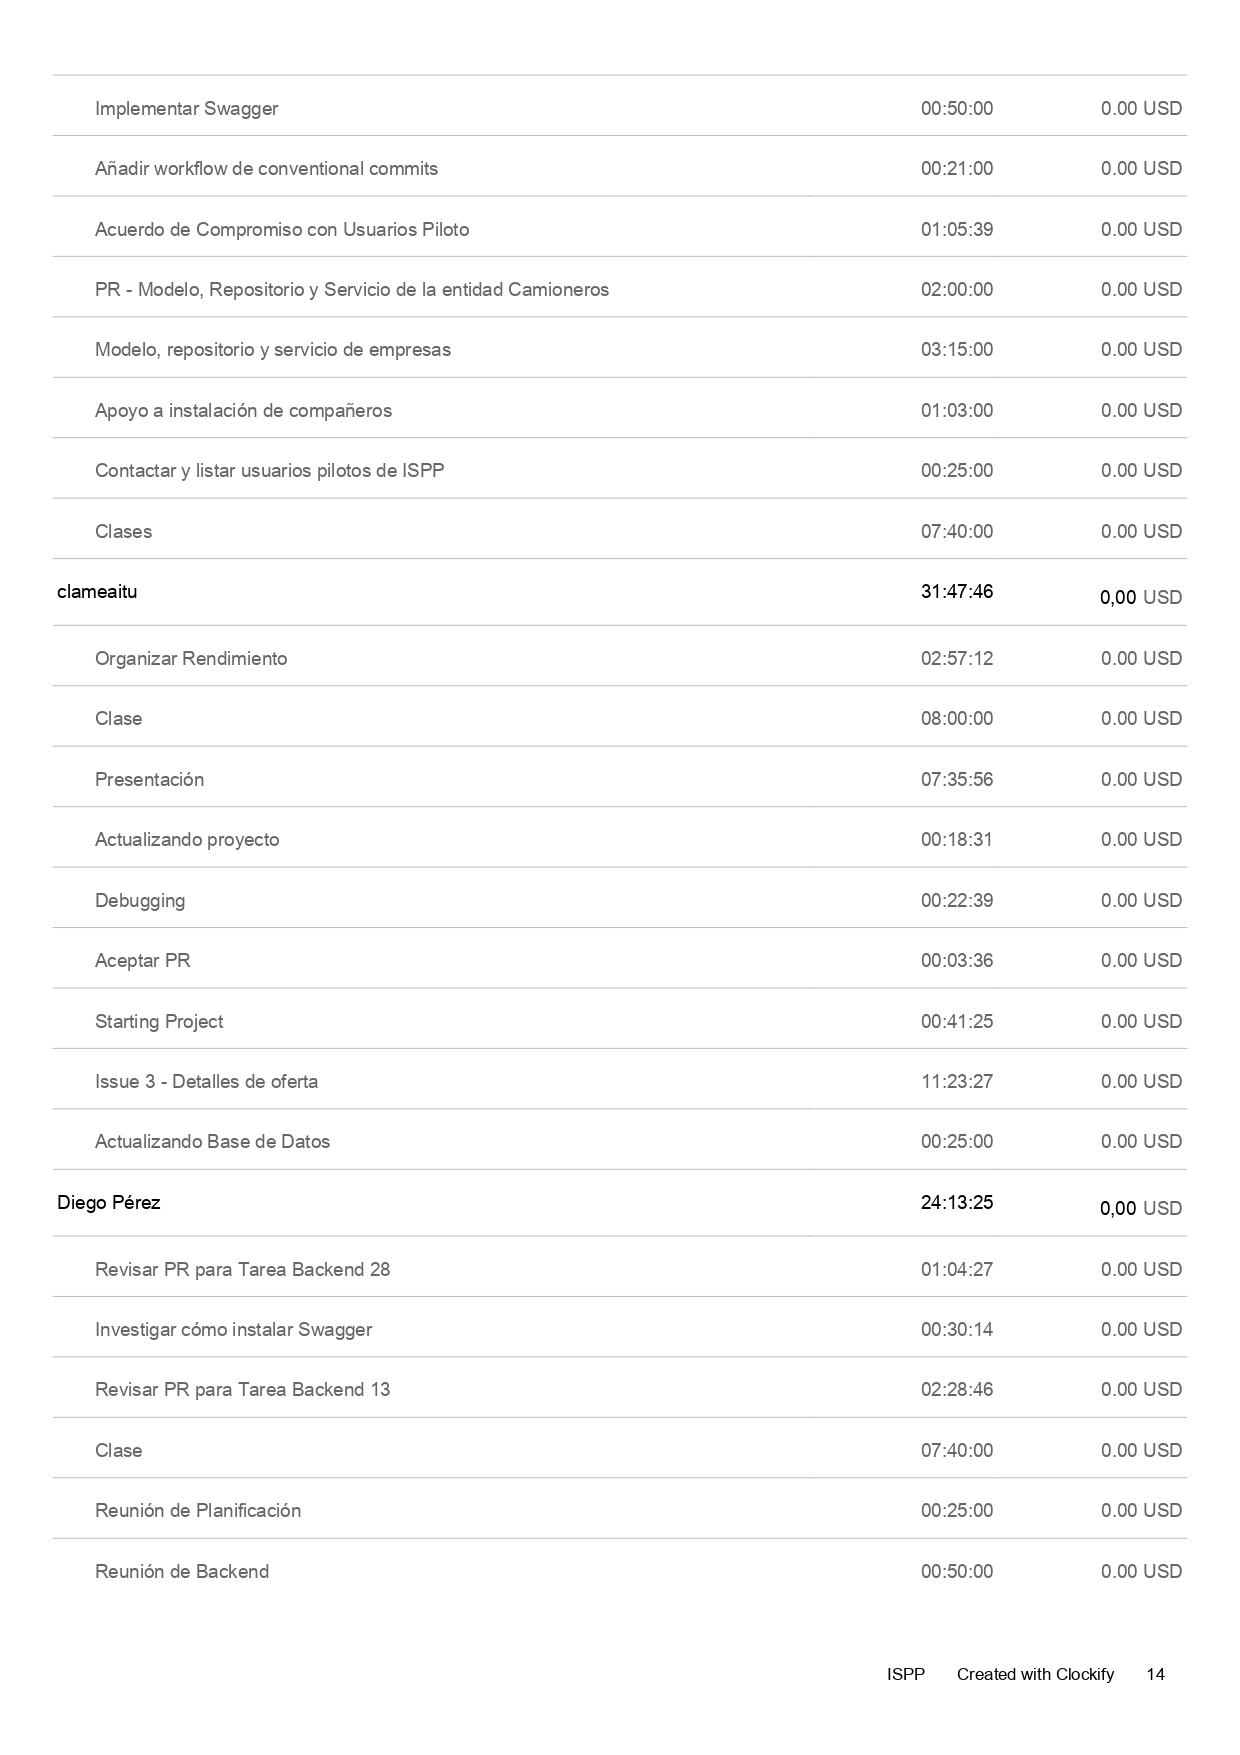 Implementar Swagger 00:50:00 0.00 USD
Añadir workflow de conventional commits 00:21:00 0.00 USD
Acuerdo de Compromiso con Usuarios Piloto 01:05:39 0.00 USD
PR - Modelo, Repositorio y Servicio de la entidad Camioneros 02:00:00 0.00 USD
Modelo, repositorio y servicio de empresas 03:15:00 0.00 USD
Apoyo a instalación de compañeros 01:03:00 0.00 USD
Contactar y listar usuarios pilotos de ISPP 00:25:00 0.00 USD
Clases 07:40:00 0.00 USD
clameaitu 31:47:46 0,00 USD
Organizar Rendimiento 02:57:12 0.00 USD
Clase 08:00:00 0.00 USD
Presentación 07:35:56 0.00 USD
Actualizando proyecto 00:18:31 0.00 USD
Debugging 00:22:39 0.00 USD
Aceptar PR 00:03:36 0.00 USD
Starting Project 00:41:25 0.00 USD
Issue 3 - Detalles de oferta 11:23:27 0.00 USD
Actualizando Base de Datos 00:25:00 0.00 USD
Diego Pérez 24:13:25 0,00 USD
Revisar PR para Tarea Backend 28 01:04:27 0.00 USD
Investigar cómo instalar Swagger 00:30:14 0.00 USD
Revisar PR para Tarea Backend 13 02:28:46 0.00 USD
Clase 07:40:00 0.00 USD
Reunión de Planificación 00:25:00 0.00 USD
Reunión de Backend 00:50:00 0.00 USD
ISPP Created with Clockify 14